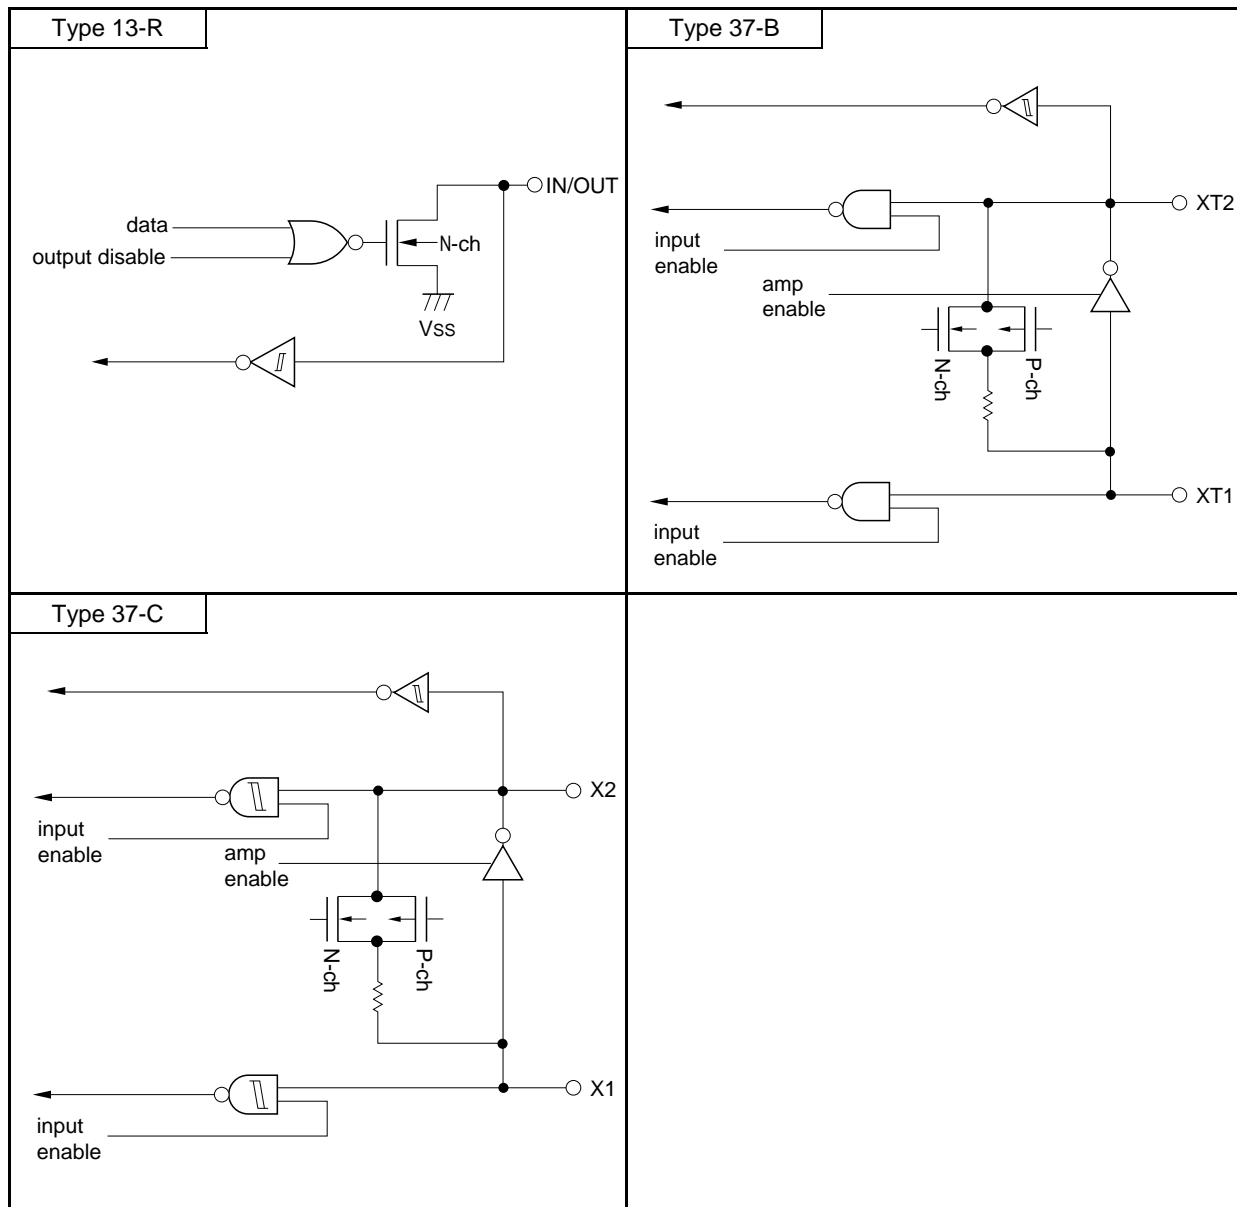 Type 13-R
data
output disable
N-ch
VSS
IN/OUT
Type 37-B
XT2
input
enable
amp
enable
N-ch
P-ch
XT1
input
enable
Type 37-C
X2
input
enable
amp
enable
N-ch
P-ch
X1
input
enable